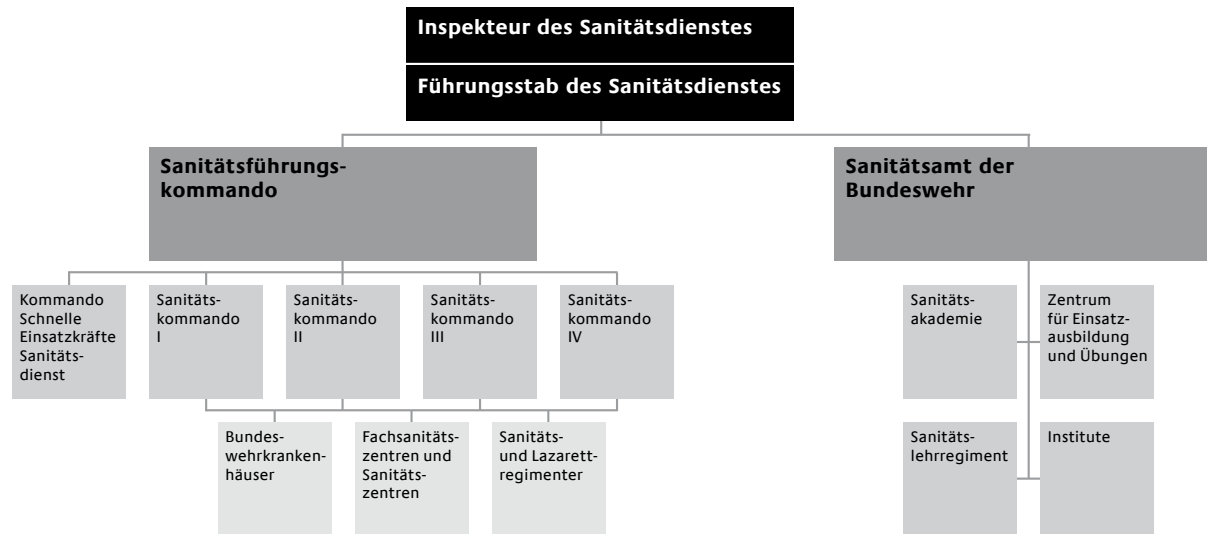 Inspekteur des Sanitätsdienstes
Führungsstab des Sanitätsdienstes
Sanitätsführungs-
kommando
Sanitätsamt der
Bundeswehr
Kommando
Schnelle
Einsatzkräfte
Sanitäts-
dienst
Sanitäts-
kommando
I
Sanitäts-
kommando
II
Sanitäts-
kommando
III
Sanitäts-
kommando
IV
Sanitäts-
akademie
Zentrum
für Einsatz-
ausbildung
und Übungen
Bundes-
wehrkranken-
häuser
Fachsanitäts-
zentren und
Sanitäts-
zentren
Sanitäts-
und Lazarett-
regimenter
Sanitäts-
lehrregiment
Institute